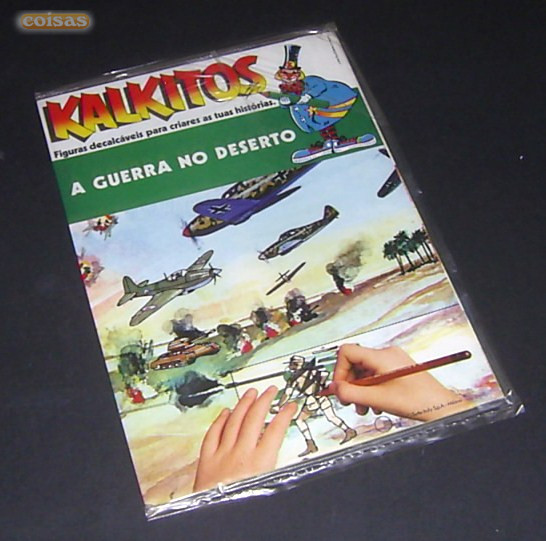 coisas
KALKITOS
Figuras decalcáveis para criares as tuas histórias.
A GUERRA NO DESERTO